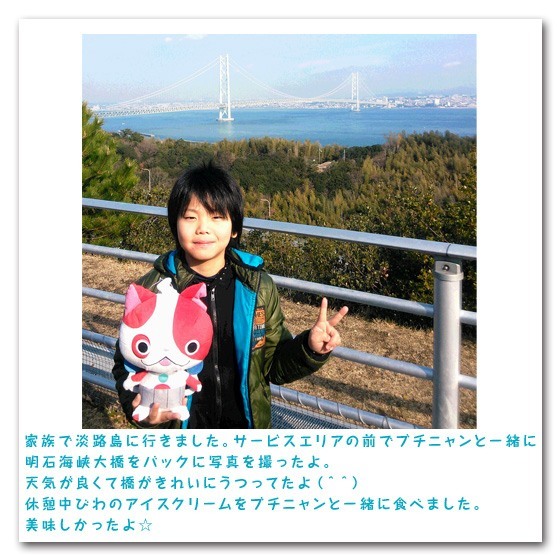 家族で淡路島に行きました。サービスエリアの前でプチニャンと一緒に
明石海峡大橋をバックに写真を撮ったよ。
天気が良くて橋がきれいにうつってたよ(^^)
休憩中びわのアイスクリームをプチニャンと一緒に食べました。
美味しかったよ☆